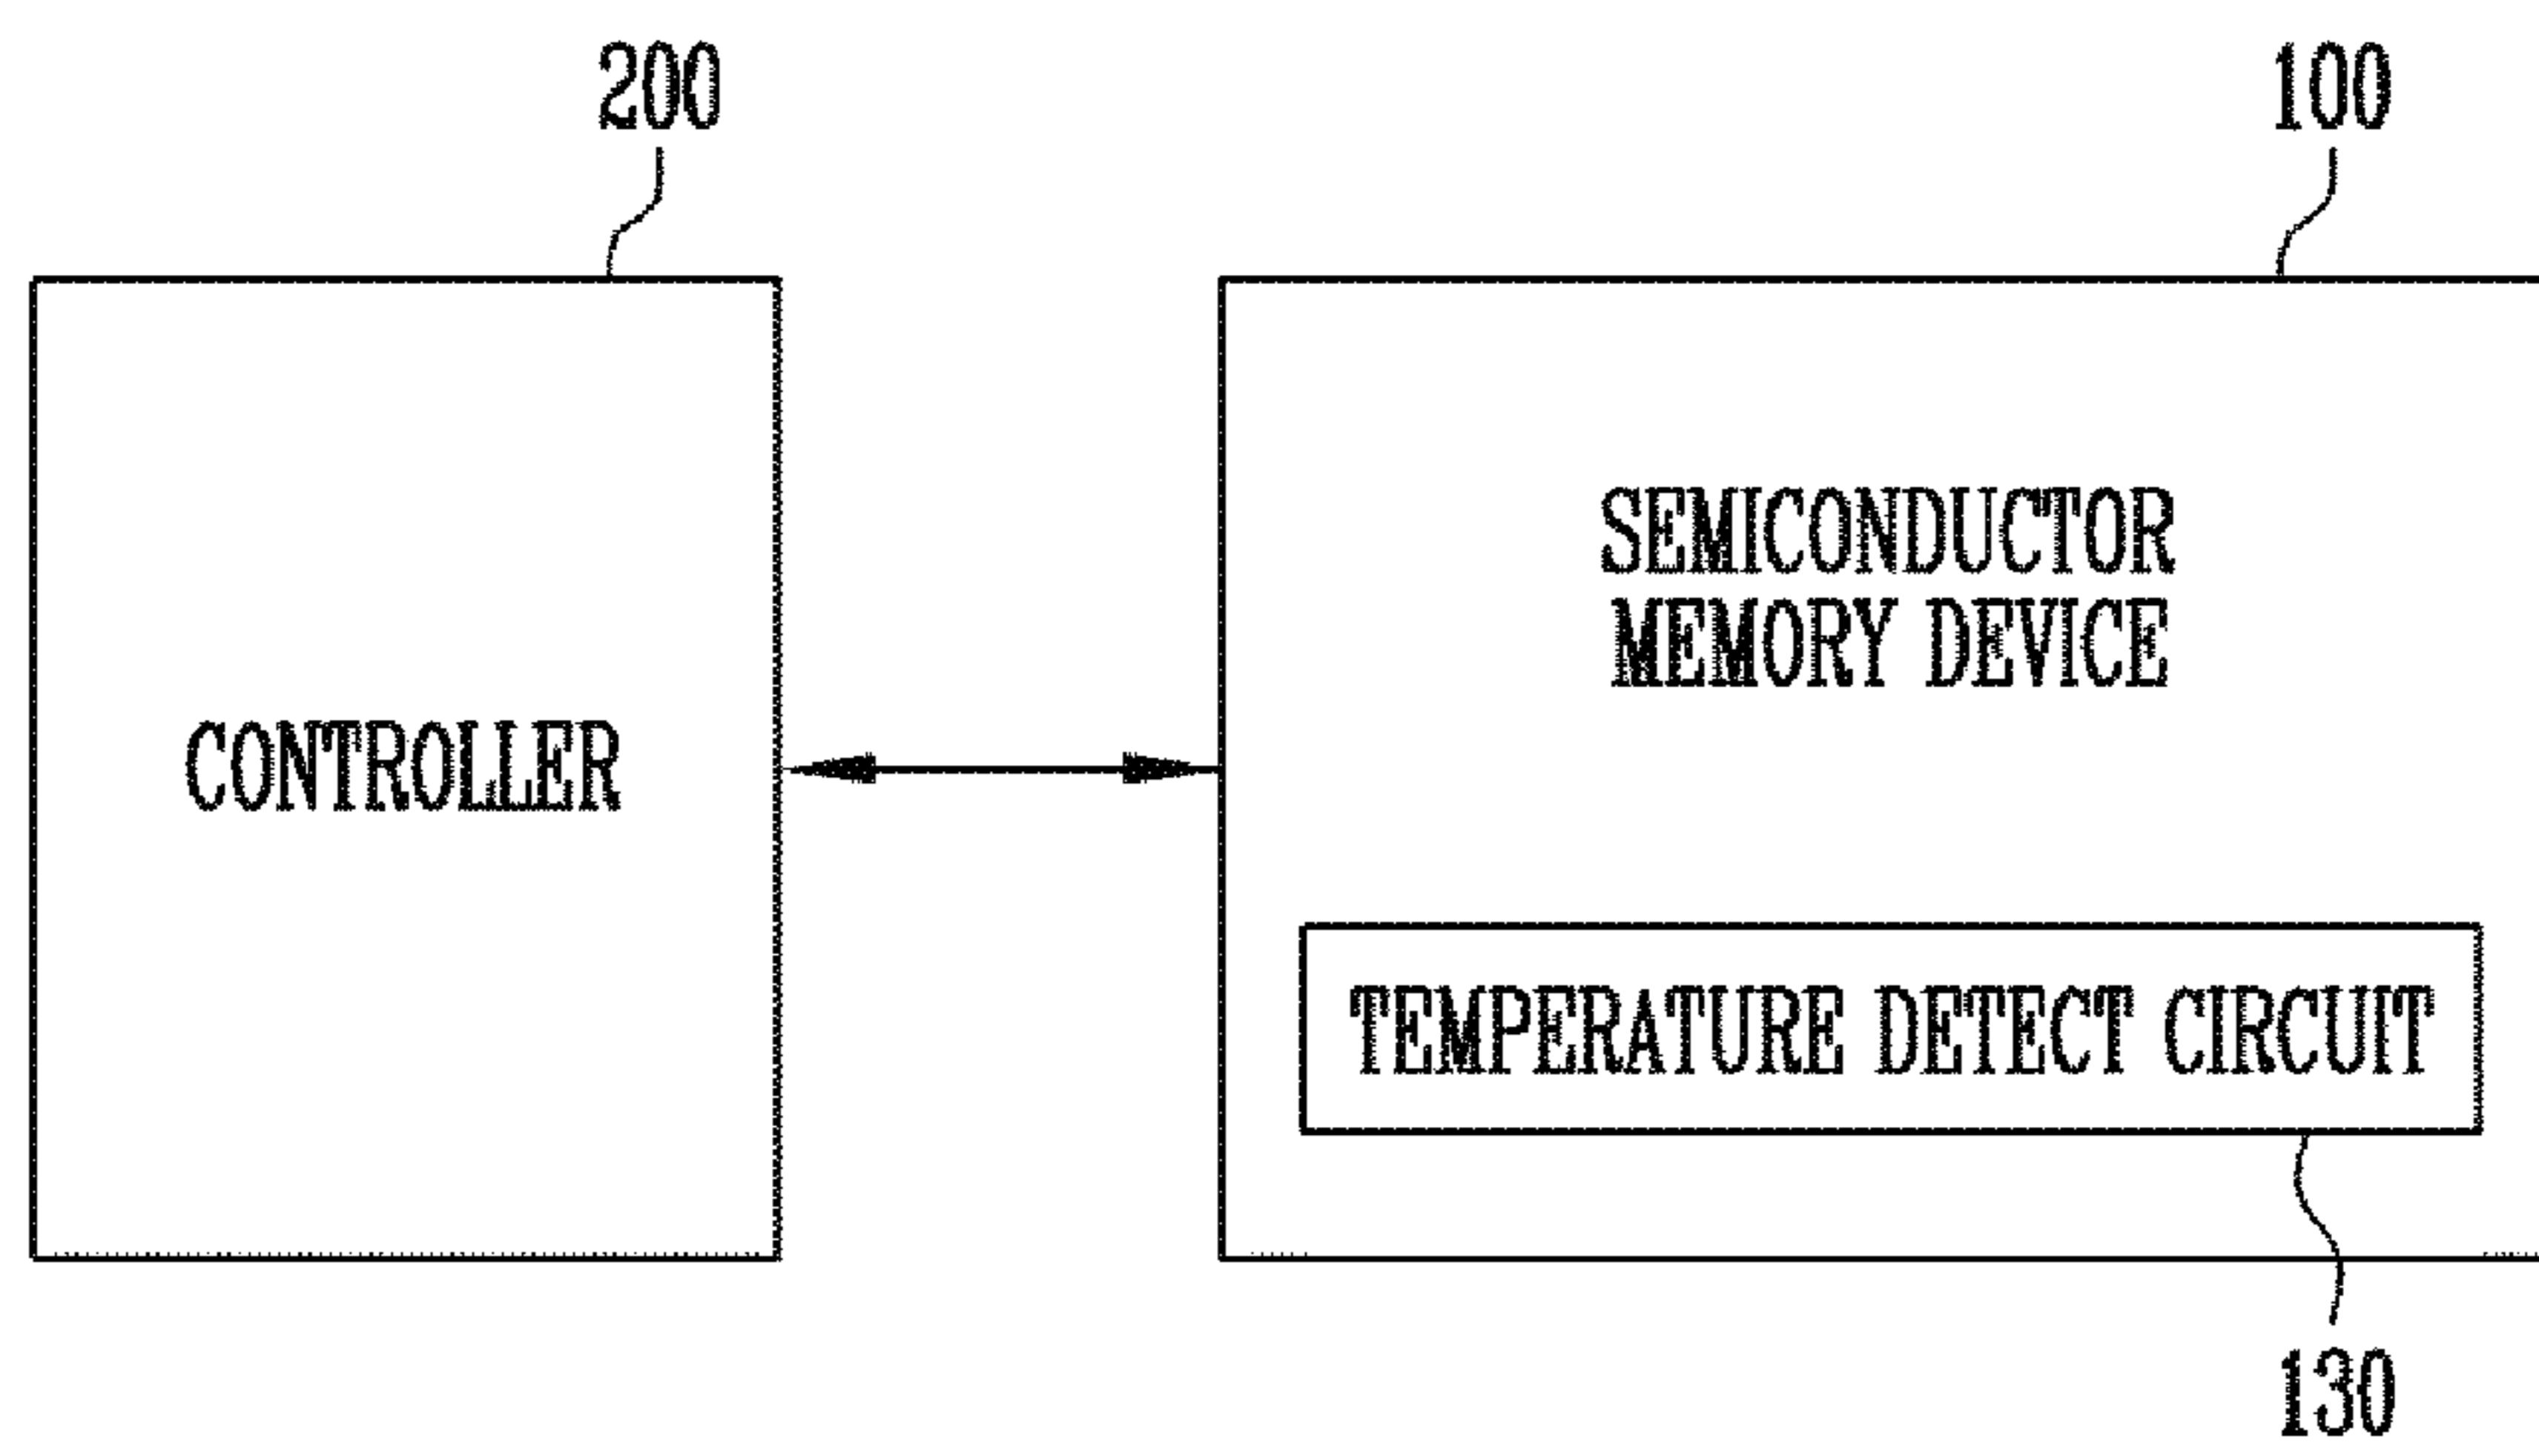 200
100
SEMICONDUCTOR
MEMORY DEVICE
CONTROLLER
TEMPERATURE DETECT CIRCUIT
130